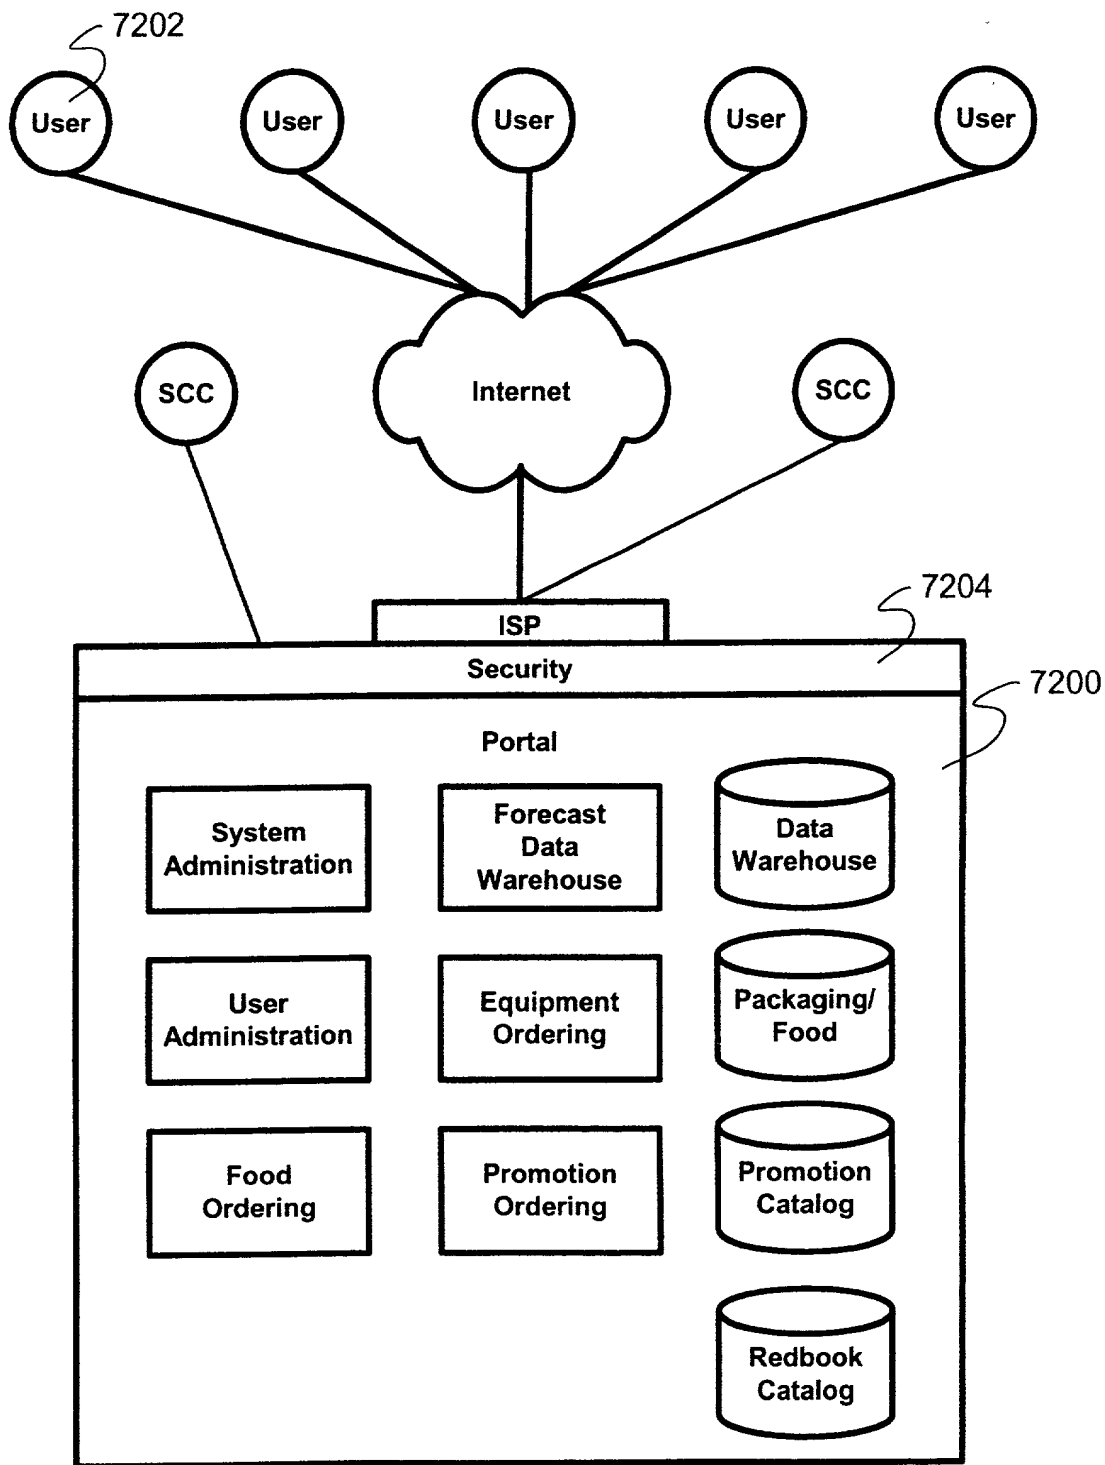 7202
User
User
User
User
User
SCC
Internet
SCC
ISP
7204
Security
7200
Portal
System
Administration
Forecast
Data
Warehouse
Data
Warehouse
User
Administration
Equipment
Ordering
Packaging/
Food
Food
Ordering
Promotion
Ordering
Promotion
Catalog
Redbook
Catalog